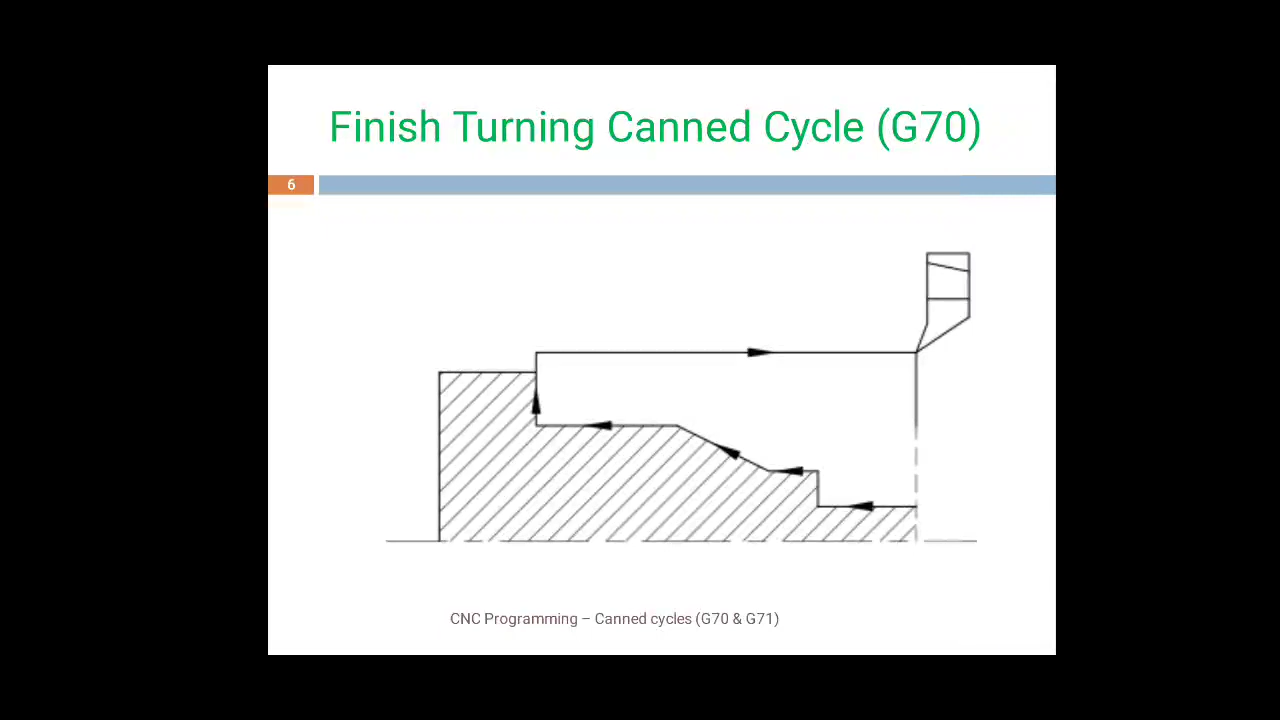 Finish Turning Canned Cycle (G70)
6
CNC Programming – Canned cycles (G70 & G71)